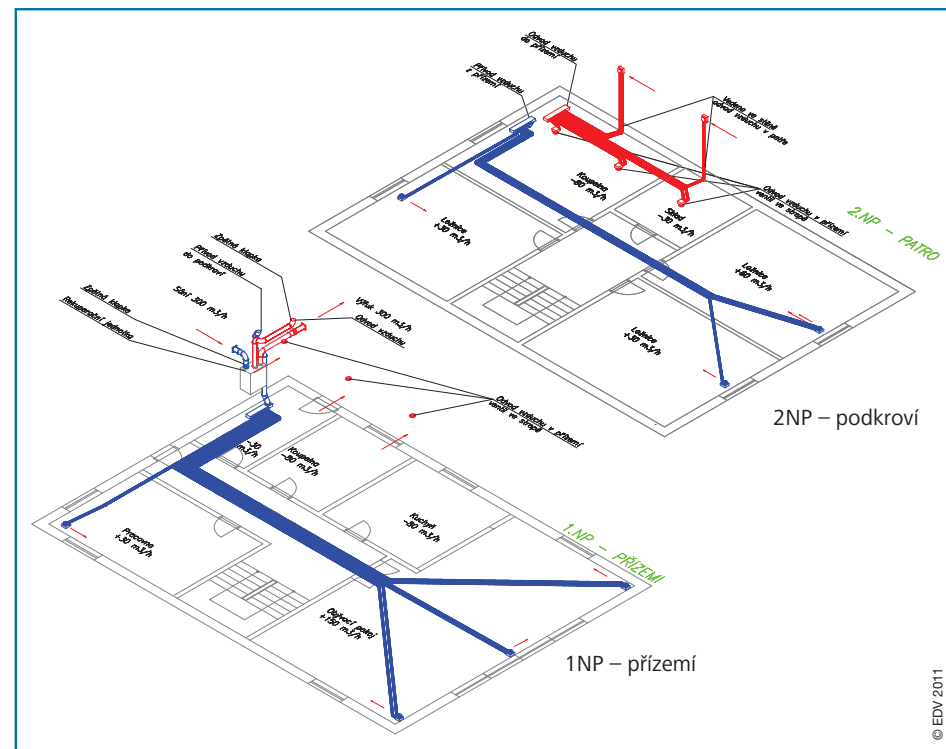 Odvod vzduchu
do přízemí
Přívod vzduchu
z přízemí
Vedeno ve stěně
odvod vzduchu v patře
Koupelna
-80 m3/h
Odvod vzduchu v přízemí
ventil ve stropě
Sklad
-30 m3/h
2.NP - PATRO
Ložnice
+30 m3/h
Ložnice
+60 m3/h
Ložnice
+30 m3/h
2NP – podkroví
Zpětná klapka
Přívod vzduchu
do podkroví
Sání 300 m3/h
Zpětná klapka
Rekuperační jednotka
Výfuk 300 m3/h
Odvod vzduchu
Odvod vzduchu v přízemí
ventil ve stropě
-30
m3/h
Koupelna
-80 m3/h
Kuchyň
-80 m3/h
1.NP - PŘÍZEMÍ
Pracovna
+30 m3/h
Obývací pokoj
+150 m3/h
1NP – přízemí
© EDV 2011